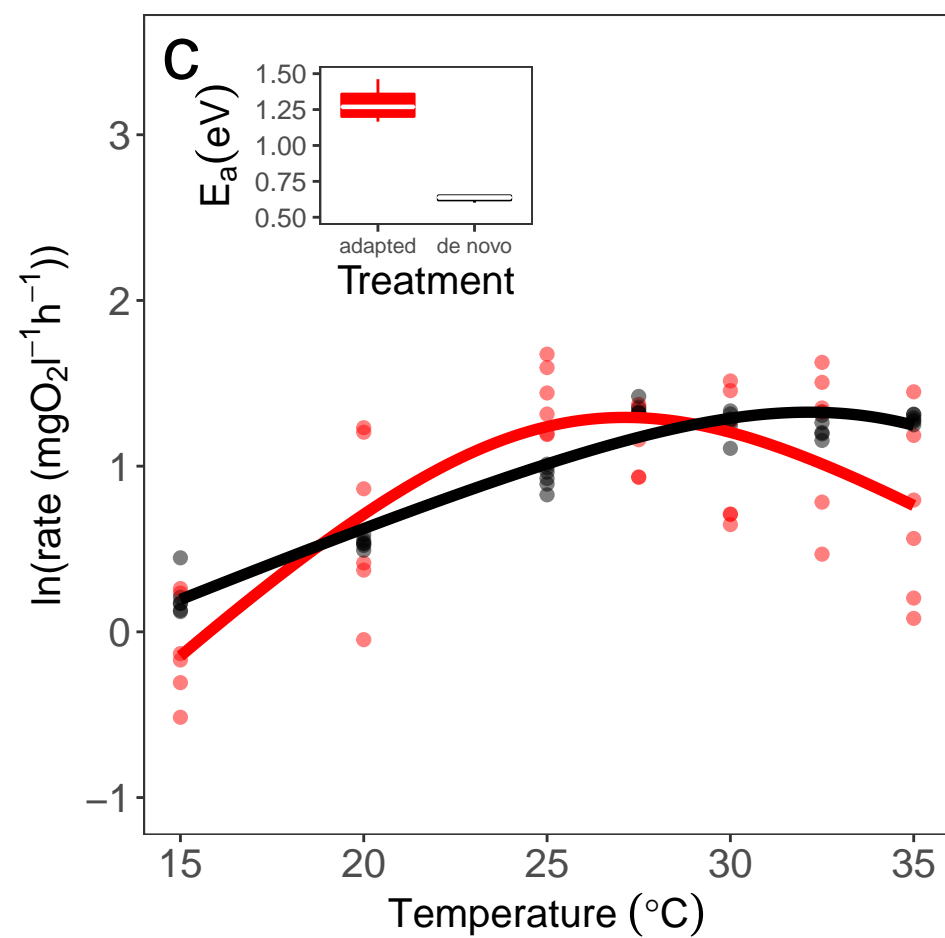 C
1.50
1.25
1.00
0.75
0.50
Eₐ(eV)
adapted de novo
Treatment
3
2
1
0
−1
ln(rate (mgO₂l⁻¹h⁻¹))
15 20 25 30 35
Temperature (°C)